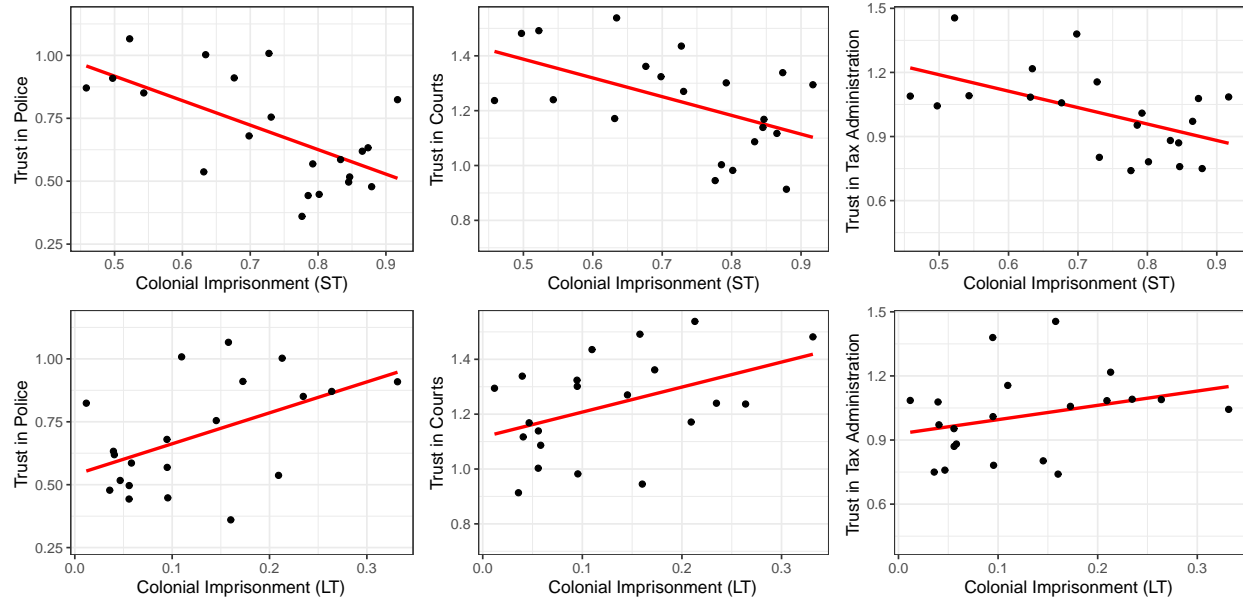 Trust in Police
1.00
0.75
0.50
0.25
0.5 0.6 0.7 0.8 0.9
Colonial Imprisonment (ST)
Trust in Courts
1.4
1.2
1.0
0.8
0.5 0.6 0.7 0.8 0.9
Colonial Imprisonment (ST)
Trust in Tax Administration
1.5
1.2
0.9
0.6
0.5 0.6 0.7 0.8 0.9
Colonial Imprisonment (ST)
Trust in Police
1.00
0.75
0.50
0.25
0.0 0.1 0.2 0.3
Colonial Imprisonment (LT)
Trust in Courts
1.4
1.2
1.0
0.8
0.0 0.1 0.2 0.3
Colonial Imprisonment (LT)
Trust in Tax Administration
1.5
1.2
0.9
0.6
0.0 0.1 0.2 0.3
Colonial Imprisonment (LT)